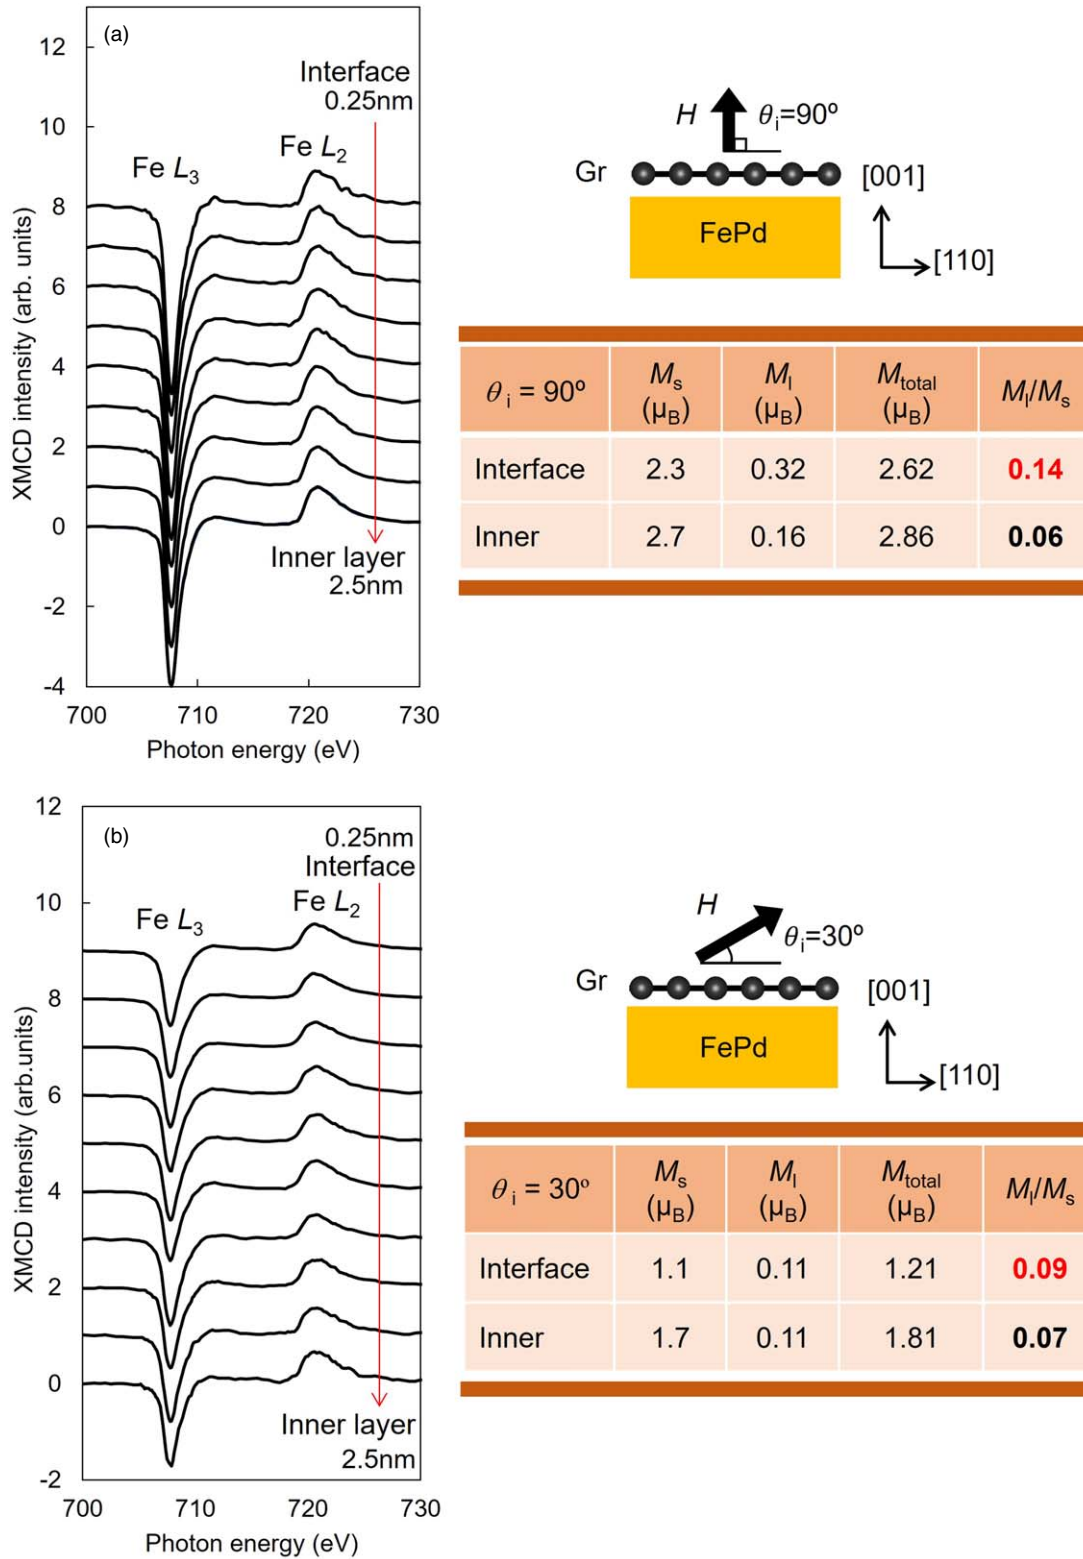 (a)
Interface
0.25nm
Fe L3
Fe L2
12
10
8
6
4
2
0
-2
-4
XMCD intensity (arb. units)
Inner layer
2.5nm
700
710
720
730
Photon energy (eV)
H
θi=90º
Gr
FePd
[001]
[110]
θi = 90º Ms (μB) Ml (μB) Mtotal (μB) Ml/Ms
Interface 2.3 0.32 2.62 0.14
Inner 2.7 0.16 2.86 0.06
(b)
0.25nm
Interface
Fe L3
Fe L2
12
10
8
6
4
2
0
-2
XMCD intensity (arb.units)
Inner layer
2.5nm
700
710
720
730
Photon energy (eV)
H
θi=30º
Gr
FePd
[001]
[110]
θi = 30º Ms (μB) Ml (μB) Mtotal (μB) Ml/Ms
Interface 1.1 0.11 1.21 0.09
Inner 1.7 0.11 1.81 0.07